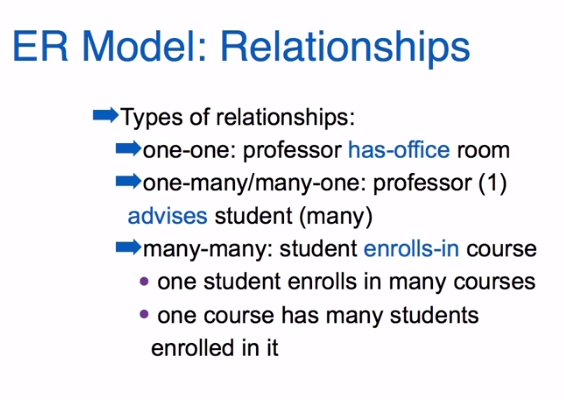 ER Model: Relationships
Types of relationships:
one-one: professor has-office room
one-many/many-one: professor (1)
advises student (many)
many-many: student enrolls-in course
• one student enrolls in many courses
• one course has many students
enrolled in it